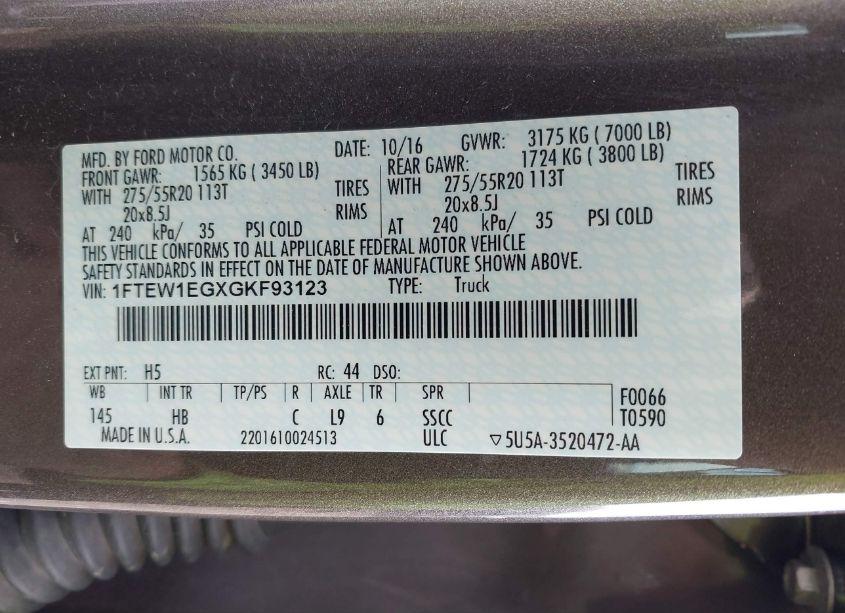 MFD. BY FORD MOTOR CO. DATE: 10/16 GVWR: 3175 KG ( 7000 LB)
FRONT GAWR: 1565 KG ( 3450 LB) REAR GAWR: 1724 KG ( 3800 LB)
WITH 275/55R20 113T TIRES WITH 275/55R20 113T TIRES
20x8.5J RIMS 20x8.5J RIMS
AT 240 kPa/ 35 PSI COLD AT 240 kPa/ 35 PSI COLD
THIS VEHICLE CONFORMS TO ALL APPLICABLE FEDERAL MOTOR VEHICLE
SAFETY STANDARDS IN EFFECT ON THE DATE OF MANUFACTURE SHOWN ABOVE.
VIN: 1FTEW1EGXGKF93123 TYPE: Truck
EXT PNT: H5 RC: 44 DSO:
WB INT TR TP/PS R AXLE TR SPR F0066
145 HB C L9 6 SSCC T0590
MADE IN U.S.A. 2201610024513 ULC ▽5U5A-3520472-AA